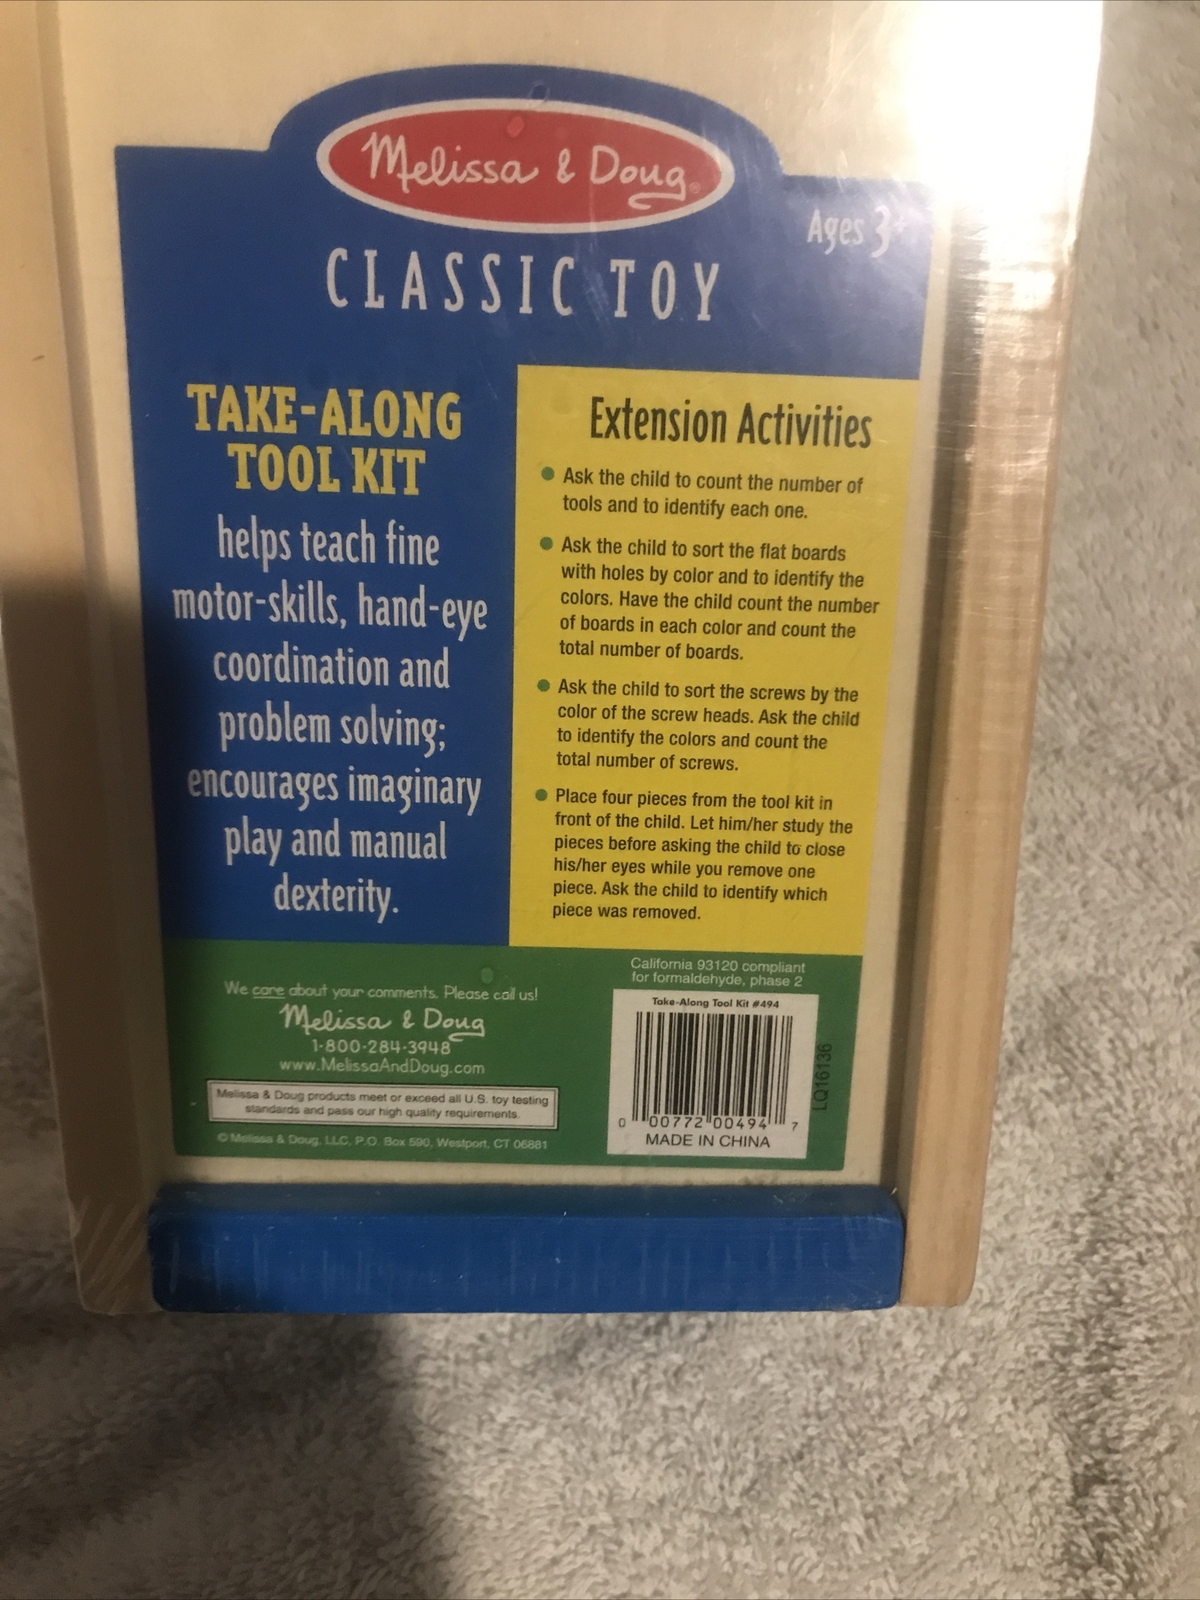 Melissa & Doug®
Ages 3+
CLASSIC TOY
TAKE-ALONG
TOOL KIT
helps teach fine
motor-skills, hand-eye
coordination and
problem solving;
encourages imaginary
play and manual
dexterity.
Extension Activities
• Ask the child to count the number of
tools and to identify each one.
• Ask the child to sort the flat boards
with holes by color and to identify the
colors. Have the child count the number
of boards in each color and count the
total number of boards.
• Ask the child to sort the screws by the
color of the screw heads. Ask the child
to identify the colors and count the
total number of screws.
• Place four pieces from the tool kit in
front of the child. Let him/her study the
pieces before asking the child to close
his/her eyes while you remove one
piece. Ask the child to identify which
piece was removed.
We care about your comments. Please call us!
Melissa & Doug
1-800-284-3948
www.MelissaAndDoug.com
Melissa & Doug products meet or exceed all U.S. toy testing
standards and pass our high quality requirements.
© Melissa & Doug, LLC, P.O. Box 590, Westport, CT 06881
California 93120 compliant
for formaldehyde, phase 2
Take-Along Tool Kit #494
0 00772 00494 7
MADE IN CHINA
LQ16136